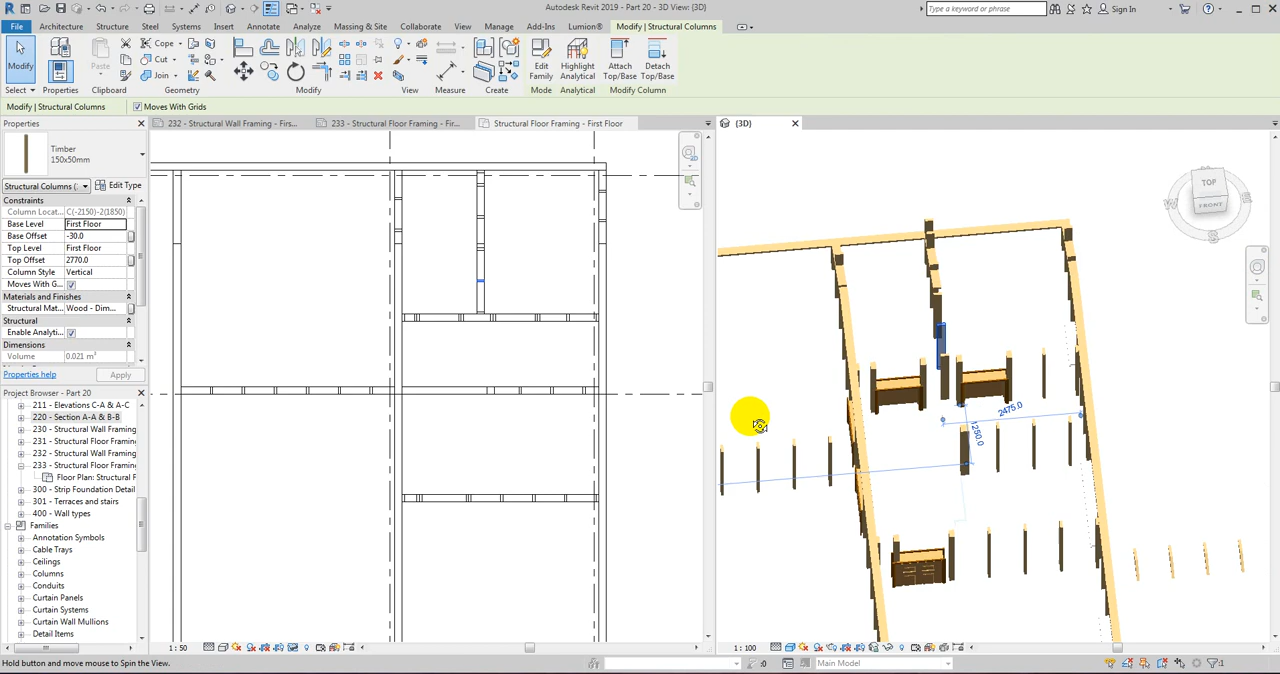 Autodesk Revit 2019 - Part 20 - 3D View: {3D}
Type a keyword or phrase
Sign In
File Architecture Structure Steel Systems Insert Annotate Analyze Massing & Site Collaborate View Manage Add-Ins Lumion® Modify | Structural Columns
Modify
Properties
Paste
Cope
Cut
Join
Edit Family
Highlight Analytical
Attach Top/Base
Detach Top/Base
Select Properties Clipboard Geometry Modify View Measure Create Mode Analytical Modify Column
Modify | Structural Columns Moves With Grids
Properties
232 - Structural Wall Framing - Firs...
233 - Structural Floor Framing - Fir...
Structural Floor Framing - First Floor
{3D}
Timber
150x50mm
Structural Columns (
Edit Type
Constraints
Column Locat... C(-2150)-2(1850)
Base Level First Floor
Base Offset -30.0
Top Level First Floor
Top Offset 2770.0
Column Style Vertical
Moves With G...
Materials and Finishes
Structural Mat... Wood - Dim...
Structural
Enable Analyti...
Dimensions
Volume 0.021 m³
Properties help
Apply
Project Browser - Part 20
211 - Elevations C-A & A-C
220 - Section A-A & B-B
230 - Structural Wall Framing
231 - Structural Floor Framing
232 - Structural Wall Framing
233 - Structural Floor Framing
Floor Plan: Structural F
300 - Strip Foundation Detail
301 - Terraces and stairs
400 - Wall types
Families
Annotation Symbols
Cable Trays
Ceilings
Columns
Conduits
Curtain Panels
Curtain Systems
Curtain Wall Mullions
Detail Items
TOP
FRONT
W
E
S
2475.0
1250.0
1 : 50
1 : 100
Hold button and move mouse to Spin the View.
:0
Main Model
:1